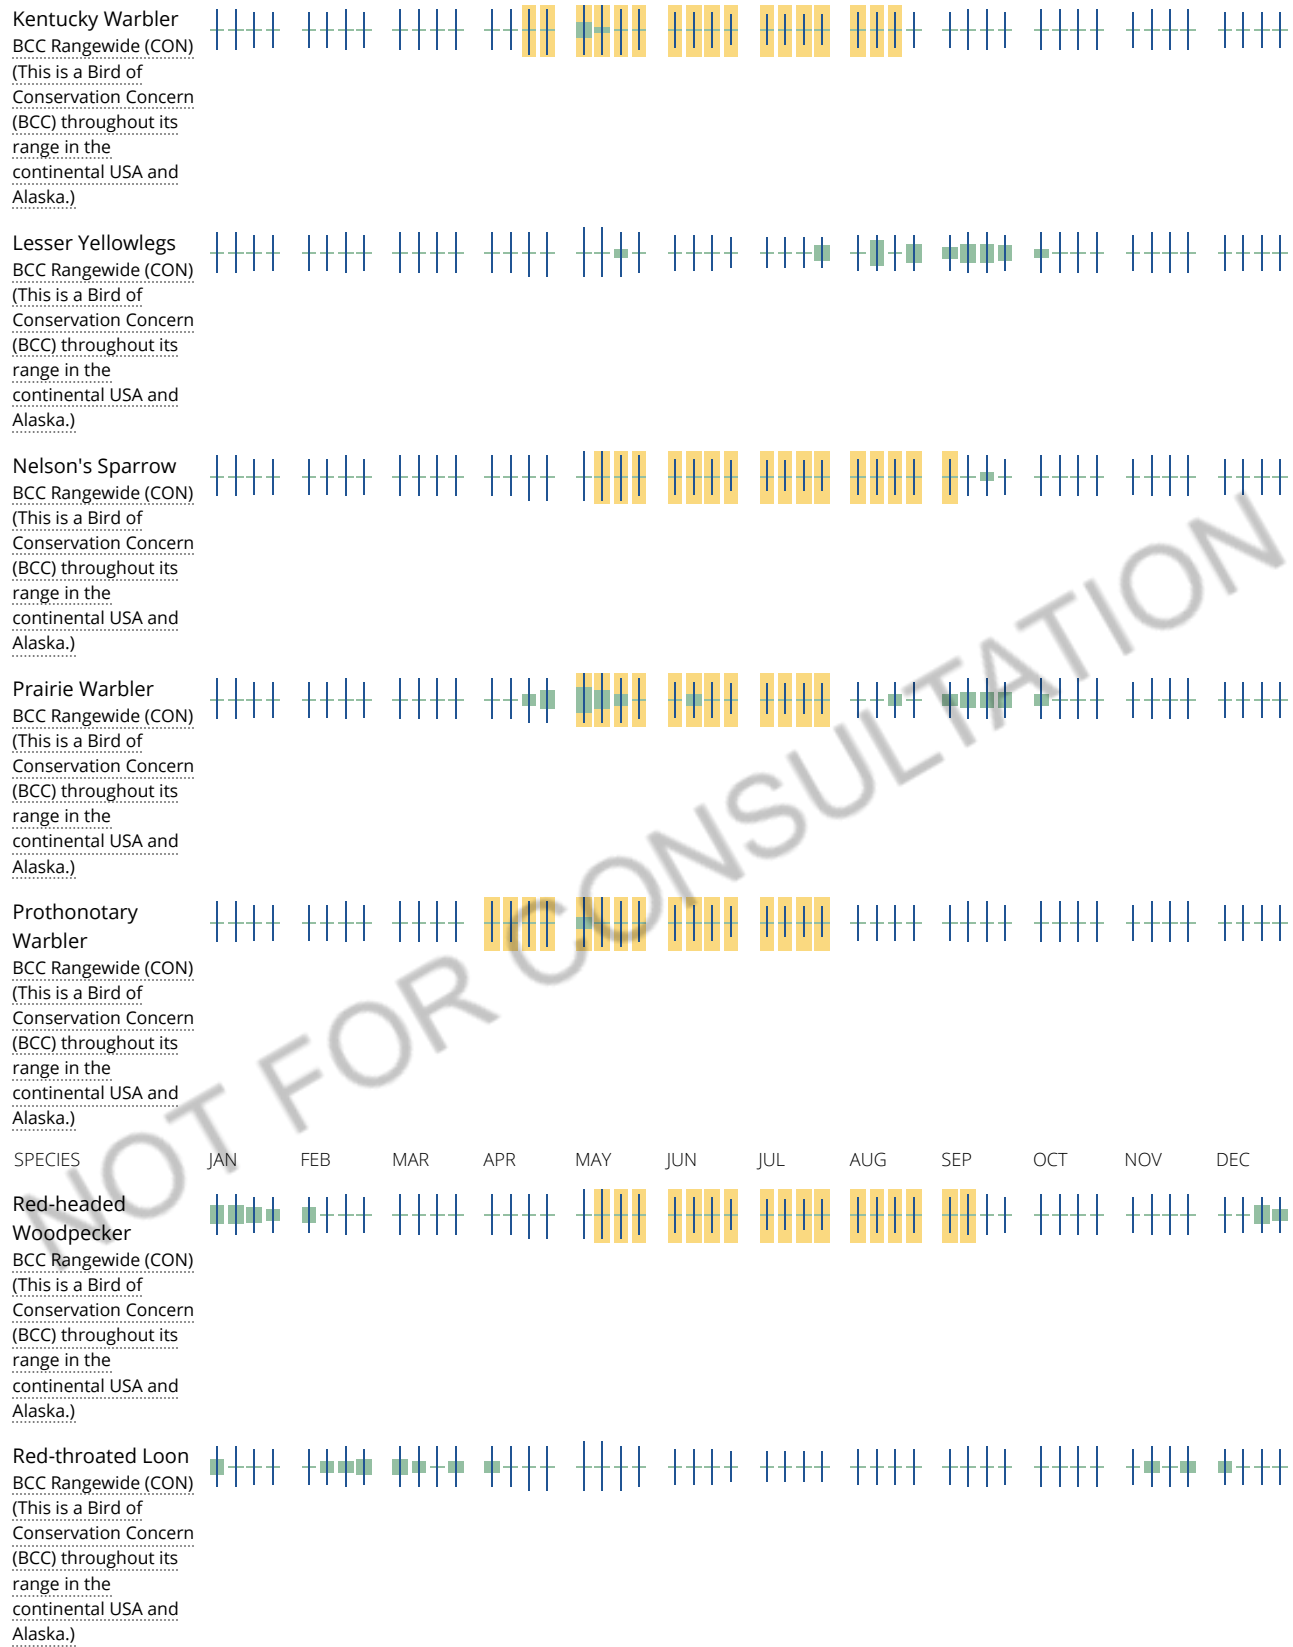 Kentucky Warbler
BCC Rangewide (CON)
(This is a Bird of
Conservation Concern
(BCC) throughout its
range in the
continental USA and
Alaska.)
Lesser Yellowlegs
BCC Rangewide (CON)
(This is a Bird of
Conservation Concern
(BCC) throughout its
range in the
continental USA and
Alaska.)
Nelson's Sparrow
BCC Rangewide (CON)
(This is a Bird of
Conservation Concern
(BCC) throughout its
range in the
continental USA and
Alaska.)
Prairie Warbler
BCC Rangewide (CON)
(This is a Bird of
Conservation Concern
(BCC) throughout its
range in the
continental USA and
Alaska.)
Prothonotary
Warbler
BCC Rangewide (CON)
(This is a Bird of
Conservation Concern
(BCC) throughout its
range in the
continental USA and
Alaska.)
SPECIES JAN FEB MAR APR MAY JUN JUL AUG SEP OCT NOV DEC
Red-headed
Woodpecker
BCC Rangewide (CON)
(This is a Bird of
Conservation Concern
(BCC) throughout its
range in the
continental USA and
Alaska.)
Red-throated Loon
BCC Rangewide (CON)
(This is a Bird of
Conservation Concern
(BCC) throughout its
range in the
continental USA and
Alaska.)
NOT FOR CONSULTATION